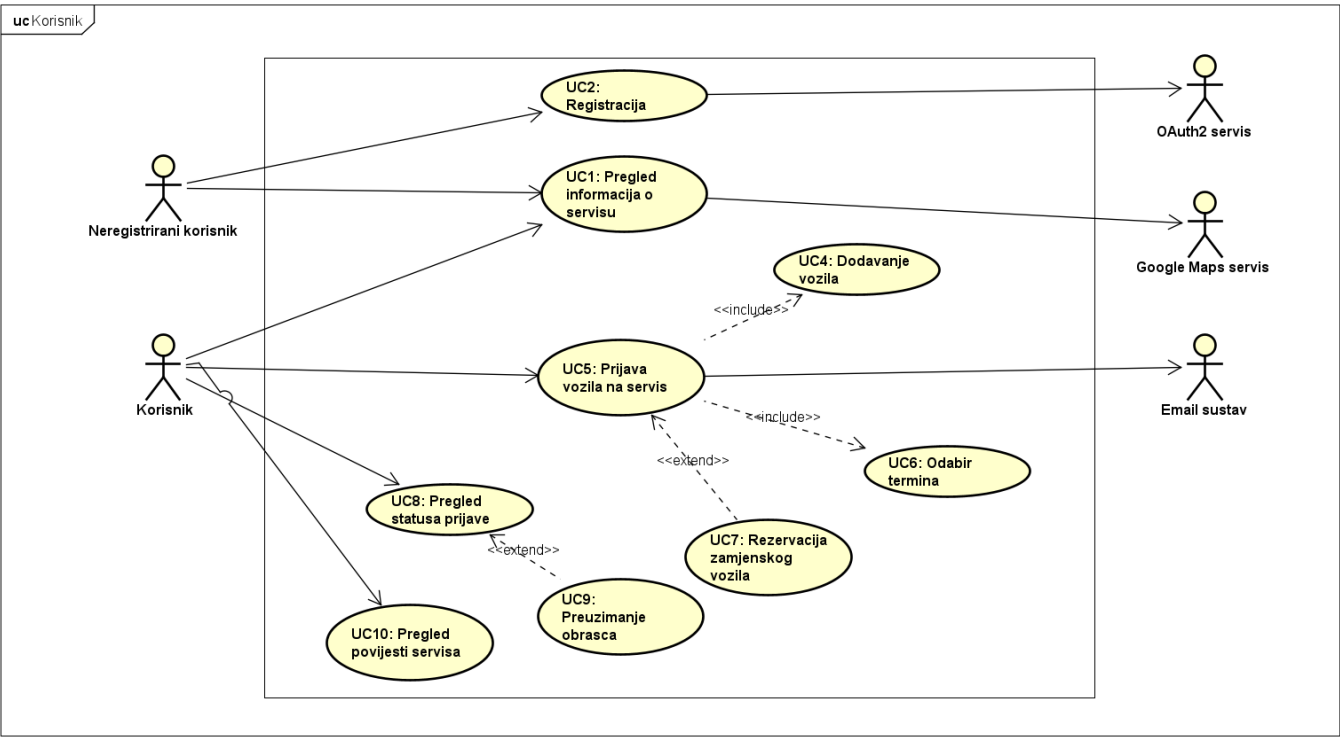 uc Korisnik
UC2:
Registracija
OAuth2 servis
UC1: Pregled
informacija o
servisu
Neregistrirani korisnik
Google Maps servis
UC4: Dodavanje
vozila
<<include>>
UC5: Prijava
vozila na servis
Korisnik
Email sustav
<<include>>
<<extend>>
UC6: Odabir
termina
UC8: Pregled
statusa prijave
UC7: Rezervacija
zamjenskog
vozila
<<extend>>
UC9:
Preuzimanje
obrasca
UC10: Pregled
povijesti servisa